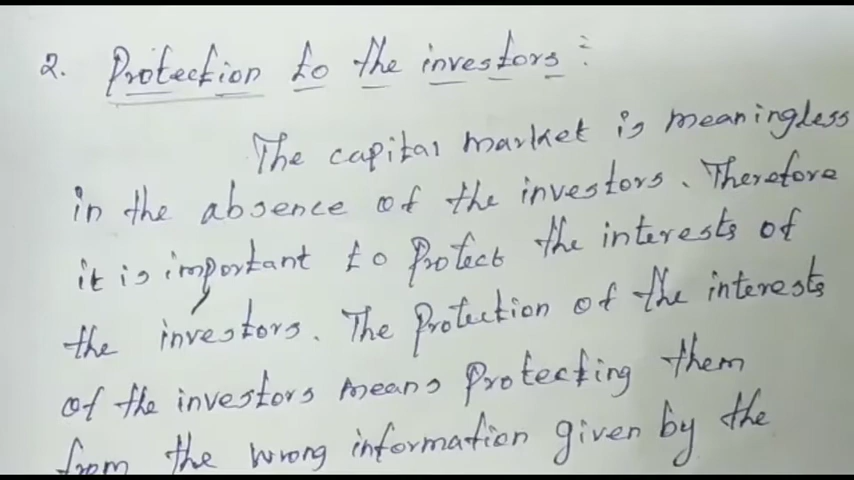 2. Protection to the investors :
The capital market is meaningless
in the absence of the investors. Therefore
it is important to protect the interests of
the investors. The protection of the interests
of the investors means protecting them
from the wrong information given by the